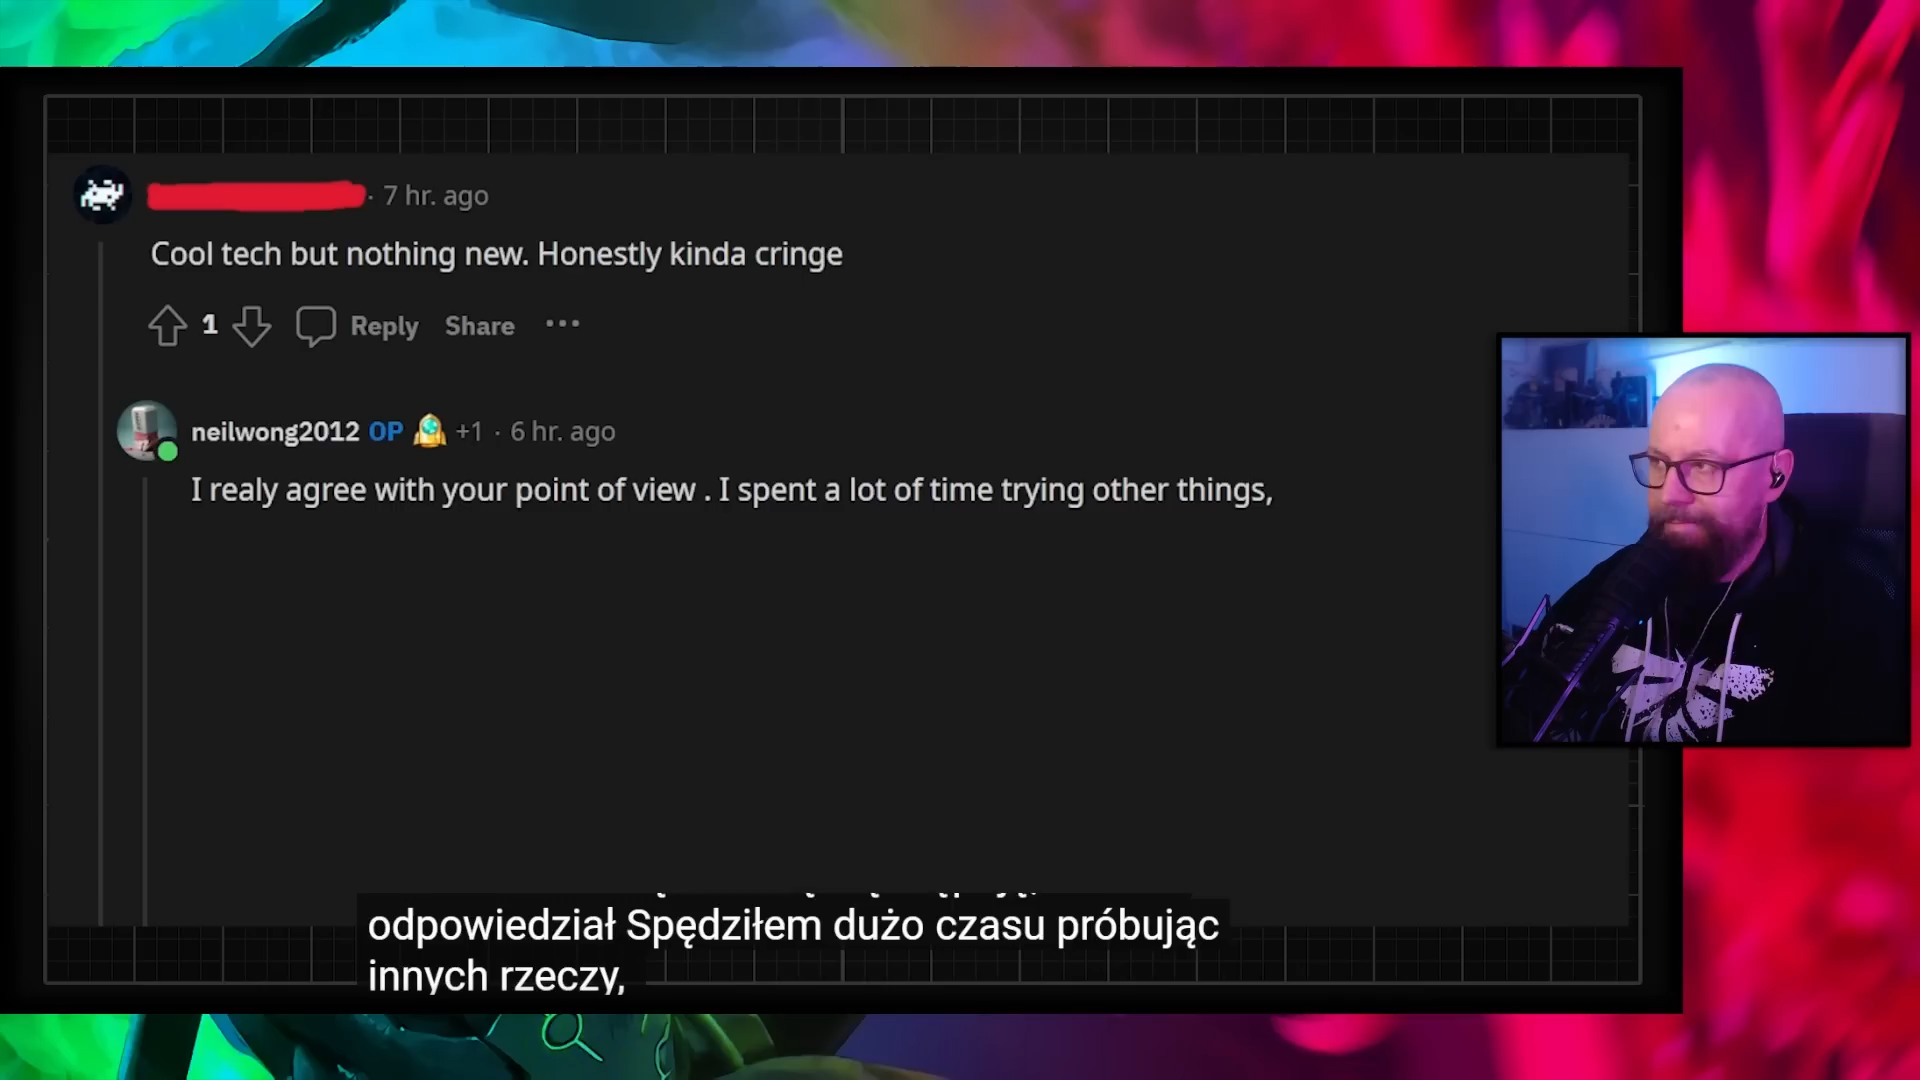 7 hr. ago
Cool tech but nothing new. Honestly kinda cringe
1 Reply Share
neilwong2012 OP +1 · 6 hr. ago
I realy agree with your point of view . I spent a lot of time trying other things,
odpowiedział Spędziłem dużo czasu próbując
innych rzeczy,